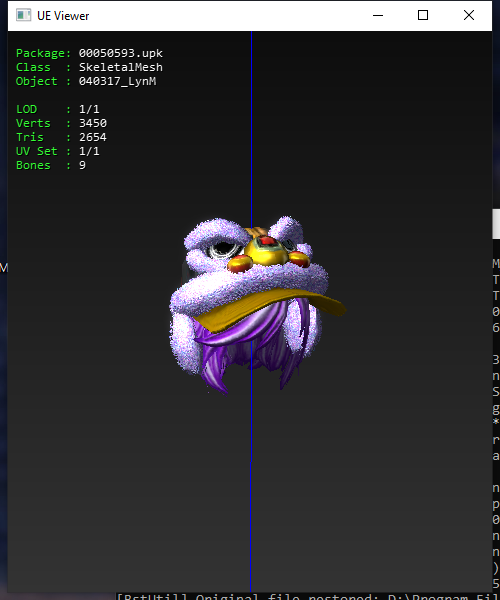 UE Viewer
Package: 00050593.upk
Class  : SkeletalMesh
Object : 040317_LynM
LOD    : 1/1
Verts  : 3450
Tris   : 2654
UV Set : 1/1
Bones  : 9
[BstUtil] Original file restored: D:\Program Fil